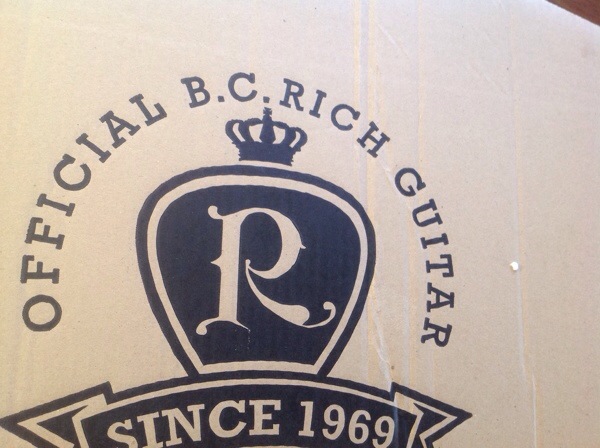 OFFICIAL B.C. RICH GUITAR
R
SINCE 1969